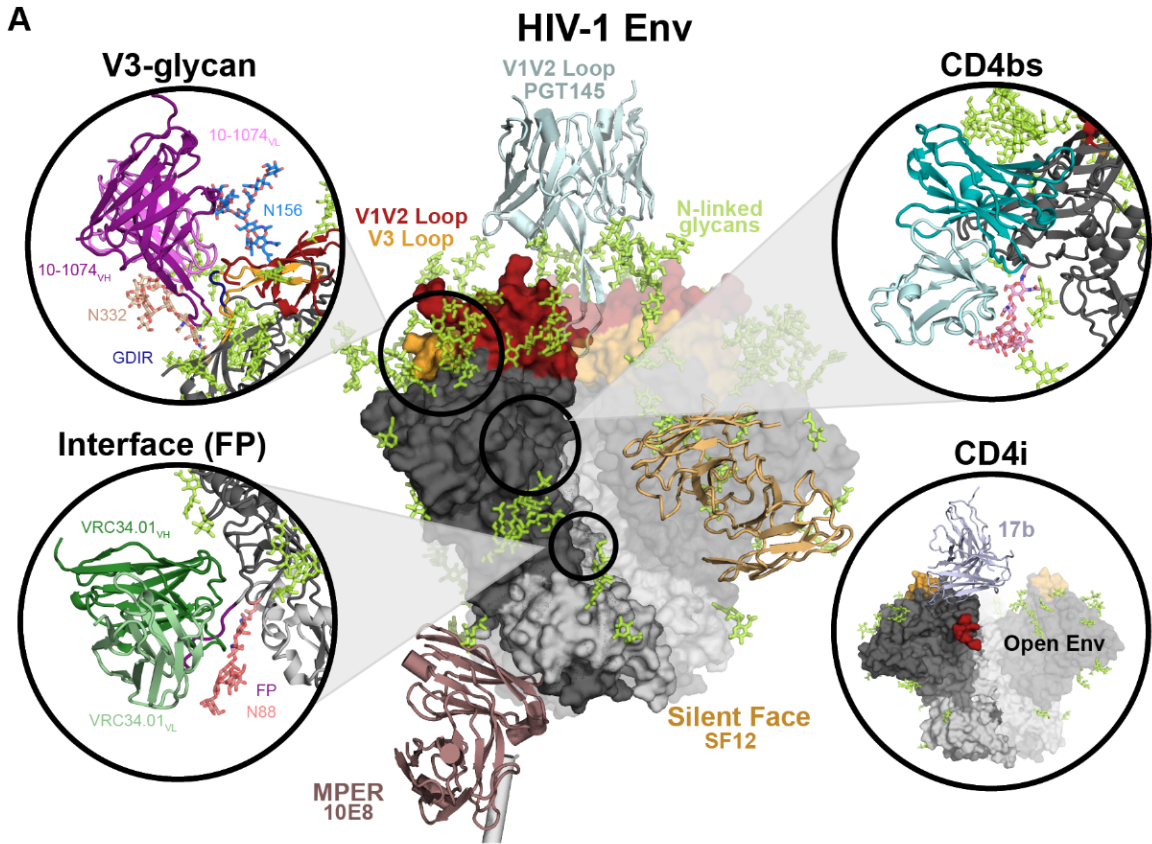 A
HIV-1 Env
V3-glycan
10-1074VL
N156
10-1074VH
N332
GDIR
V1V2 Loop
PGT145
V1V2 Loop
V3 Loop
N-linked
glycans
CD4bs
Interface (FP)
VRC34.01VH
FP
N88
VRC34.01VL
MPER
10E8
Silent Face
SF12
CD4i
17b
Open Env